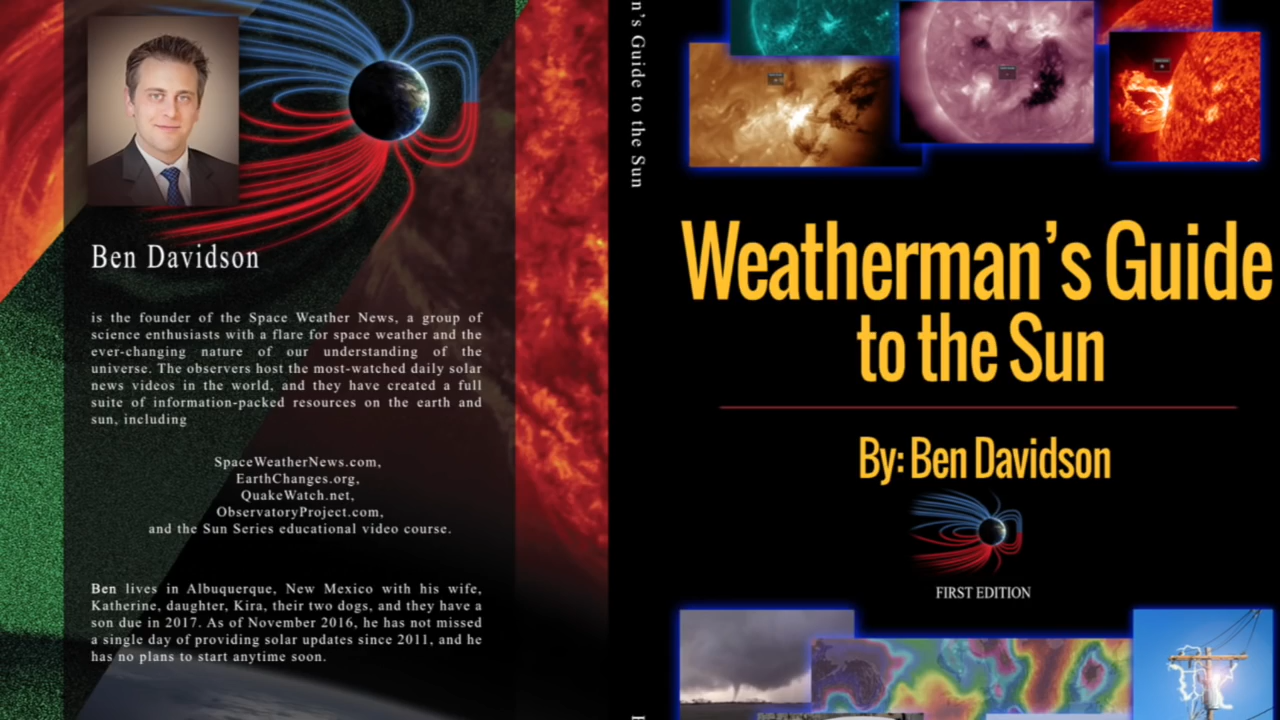 Ben Davidson
is the founder of the Space Weather News, a group of
science enthusiasts with a flare for space weather and the
ever-changing nature of our understanding of the
universe. The observers host the most-watched daily solar
news videos in the world, and they have created a full
suite of information-packed resources on the earth and
sun, including
SpaceWeatherNews.com,
EarthChanges.org,
QuakeWatch.net,
ObservatoryProject.com,
and the Sun Series educational video course.
Ben lives in Albuquerque, New Mexico with his wife,
Katherine, daughter, Kira, their two dogs, and they have a
son due in 2017. As of November 2016, he has not missed
a single day of providing solar updates since 2011, and he
has no plans to start anytime soon.
n's Guide to the Sun
Weatherman's Guide
to the Sun
By: Ben Davidson
FIRST EDITION